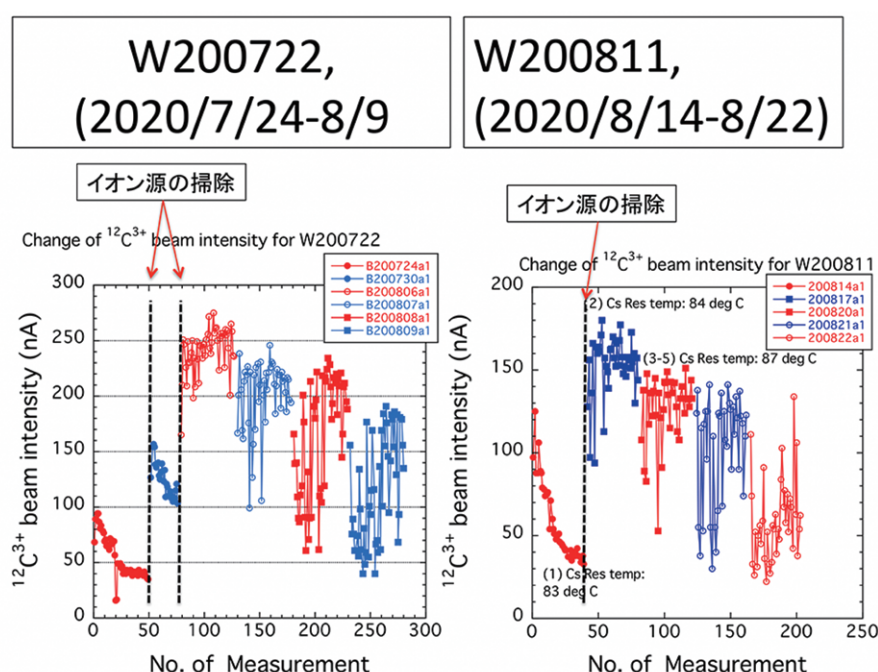 W200722,
(2020/7/24-8/9
W200811,
(2020/8/14-8/22)
イオン源の掃除
Change of ¹²C³⁺ beam intensity for W200722
300
250
200
150
100
50
0
¹²C³⁺ beam intensity (nA)
B200724a1
B200730a1
B200806a1
B200807a1
B200808a1
B200809a1
0
50
100
150
200
250
300
No. of Measurement
イオン源の掃除
Change of ¹²C³⁺ beam intensity for W200811
200
150
100
50
0
¹²C³⁺ beam intensity (nA)
200814a1
200817a1
200820a1
200821a1
200822a1
(2) Cs Res temp: 84 deg C
(3-5) Cs Res temp: 87 deg C
(1) Cs Res temp:
83 deg C
0
50
100
150
200
250
No. of Measurement